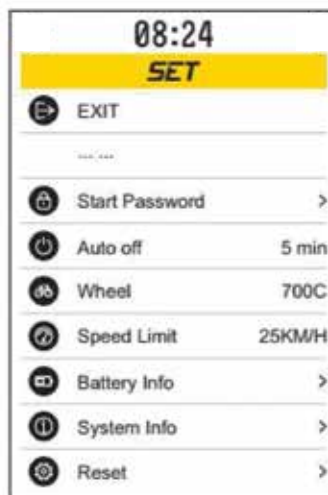 08:24
SET
EXIT
... ...
Start Password >
Auto off 5 min
Wheel 700C
Speed Limit 25KM/H
Battery Info >
System Info >
Reset >